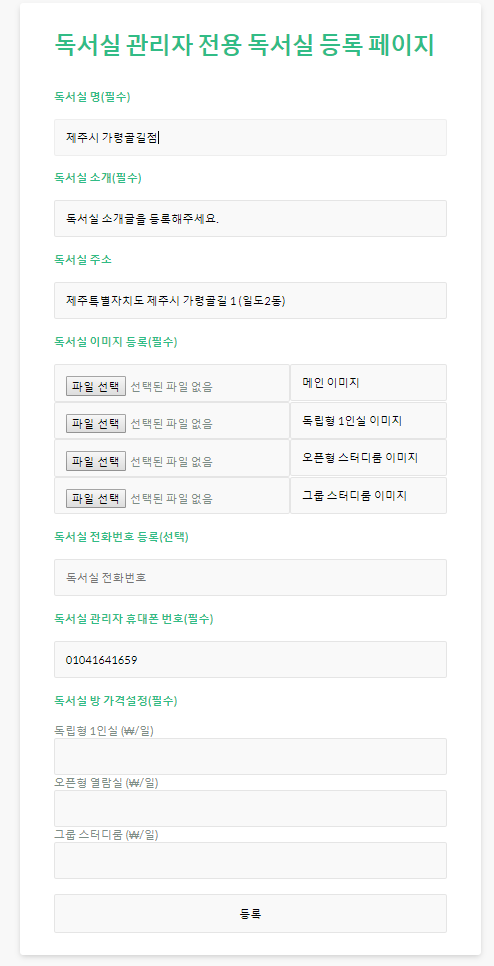 독서실 관리자 전용 독서실 등록 페이지
독서실 명(필수)
제주시 가령골길점
독서실 소개(필수)
독서실 소개글을 등록해주세요.
독서실 주소
제주특별자치도 제주시 가령골길 1 (일도2동)
독서실 이미지 등록(필수)
파일 선택 선택된 파일 없음 메인 이미지
파일 선택 선택된 파일 없음 독립형 1인실 이미지
파일 선택 선택된 파일 없음 오픈형 스터디룸 이미지
파일 선택 선택된 파일 없음 그룹 스터디룸 이미지
독서실 전화번호 등록(선택)
독서실 전화번호
독서실 관리자 휴대폰 번호(필수)
01041641659
독서실 방 가격설정(필수)
독립형 1인실 (₩/일)
오픈형 열람실 (₩/일)
그룹 스터디룸 (₩/일)
등록